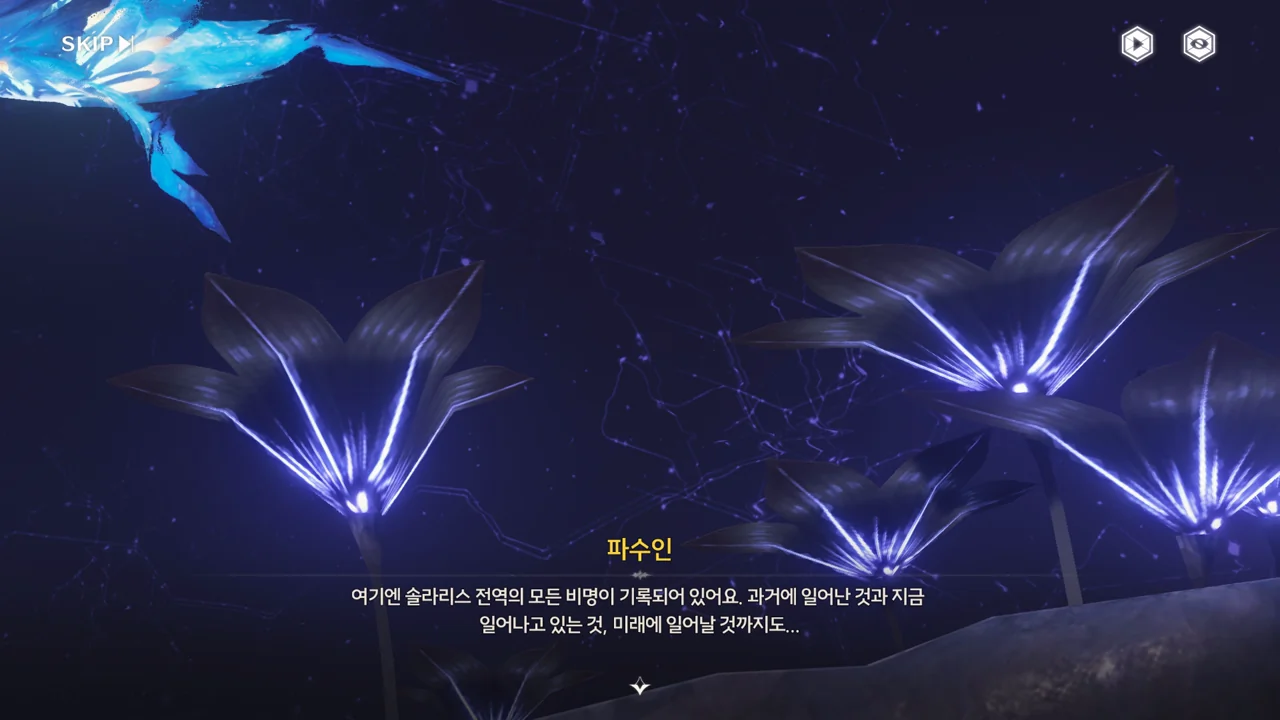 SKIP
파수인
여기엔 솔라리스 전역의 모든 비명이 기록되어 있어요. 과거에 일어난 것과 지금
일어나고 있는 것, 미래에 일어날 것까지도...